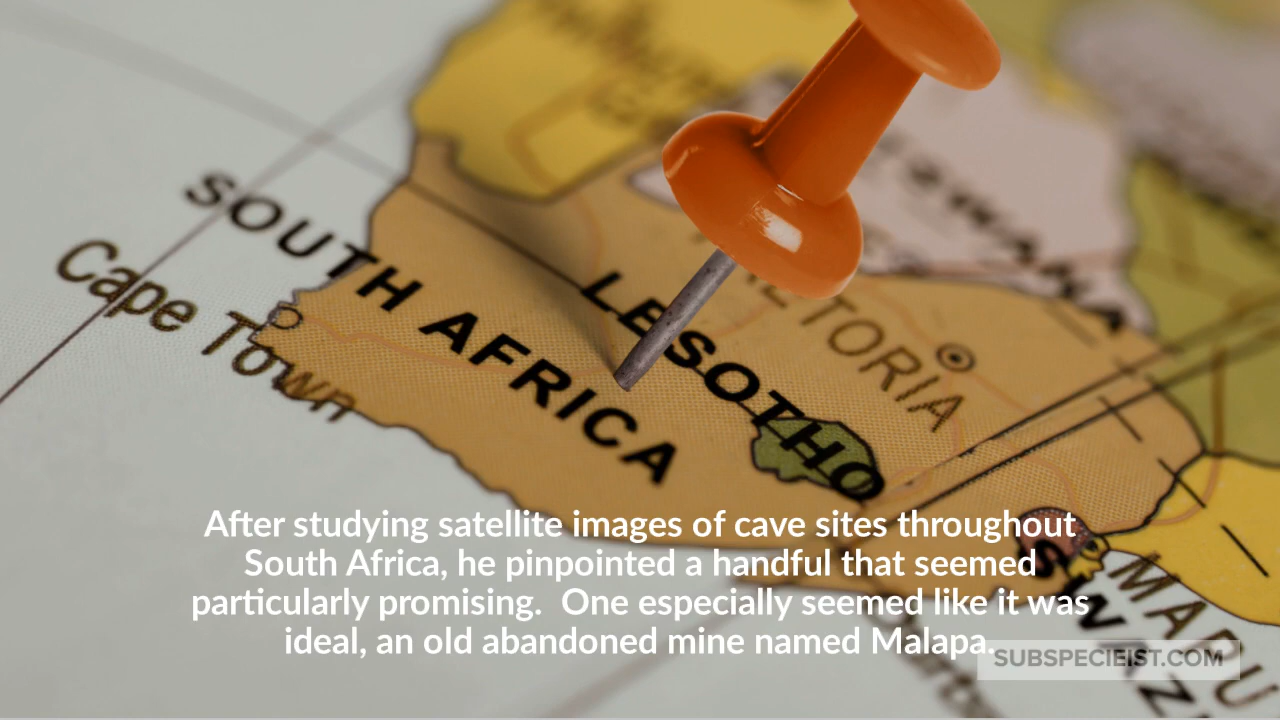 SOUTH AFRICA
Cape Town
LESOTHO
After studying satellite images of cave sites throughout
South Africa, he pinpointed a handful that seemed
particularly promising.  One especially seemed like it was
ideal, an old abandoned mine named Malapa.
SUBSPECIEIST.COM